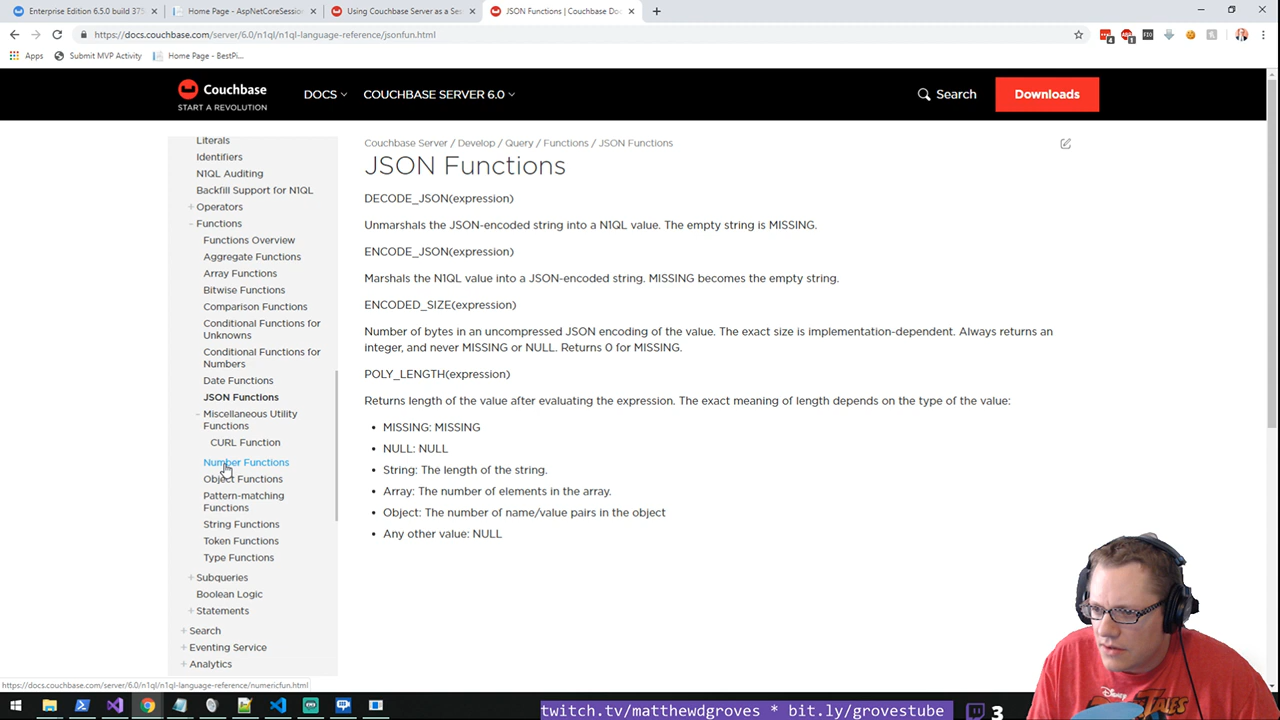 Enterprise Edition 6.5.0 build 375
Home Page - AspNetCoreSessio
Using Couchbase Server as a Ses
JSON Functions | Couchbase Doc
https://docs.couchbase.com/server/6.0/n1ql/n1ql-language-reference/jsonfun.html
Apps
Submit MVP Activity
Home Page - BestPi...
Couchbase
START A REVOLUTION
DOCS
COUCHBASE SERVER 6.0
Search
Downloads
Literals
Identifiers
N1QL Auditing
Backfill Support for N1QL
Operators
Functions
Functions Overview
Aggregate Functions
Array Functions
Bitwise Functions
Comparison Functions
Conditional Functions for
Unknowns
Conditional Functions for
Numbers
Date Functions
JSON Functions
Miscellaneous Utility
Functions
CURL Function
Number Functions
Object Functions
Pattern-matching
Functions
String Functions
Token Functions
Type Functions
Subqueries
Boolean Logic
Statements
Search
Eventing Service
Analytics
Couchbase Server / Develop / Query / Functions / JSON Functions
JSON Functions
DECODE_JSON(expression)
Unmarshals the JSON-encoded string into a N1QL value. The empty string is MISSING.
ENCODE_JSON(expression)
Marshals the N1QL value into a JSON-encoded string. MISSING becomes the empty string.
ENCODED_SIZE(expression)
Number of bytes in an uncompressed JSON encoding of the value. The exact size is implementation-dependent. Always returns an
integer, and never MISSING or NULL. Returns 0 for MISSING.
POLY_LENGTH(expression)
Returns length of the value after evaluating the expression. The exact meaning of length depends on the type of the value:
• MISSING: MISSING
• NULL: NULL
• String: The length of the string.
• Array: The number of elements in the array.
• Object: The number of name/value pairs in the object
• Any other value: NULL
https://docs.couchbase.com/server/6.0/n1ql/n1ql-language-reference/numericfun.html
Disney
twitch.tv/matthewdgroves * bit.ly/grovestube
3